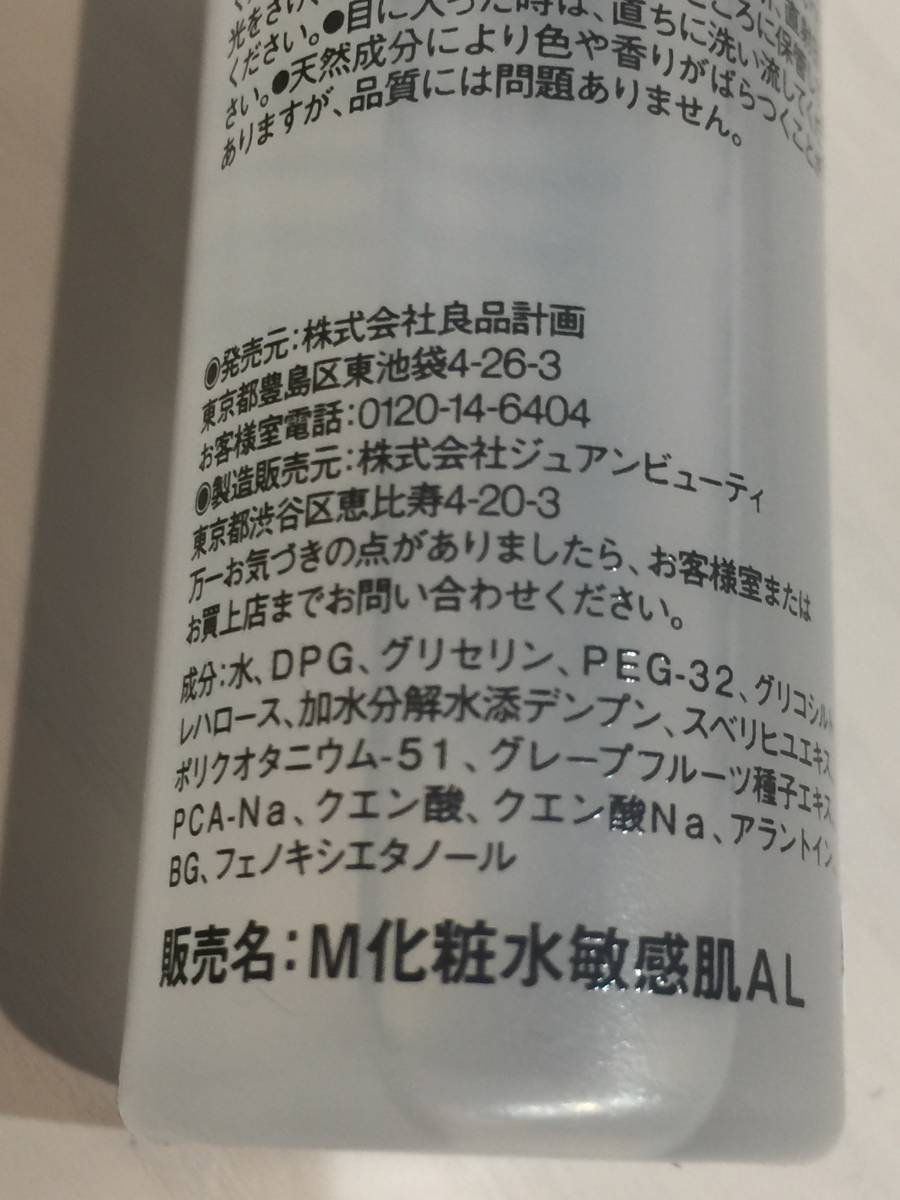 光をさけ、
ください。●目に入った時は、直ちに洗い流してくだ
さい。●天然成分により色や香りがばらつくことが
ありますが、品質には問題ありません。
◉発売元：株式会社良品計画
東京都豊島区東池袋4-26-3
お客様室電話：0120-14-6404
◉製造販売元：株式会社ジュアンビューティ
東京都渋谷区恵比寿4-20-3
万一お気づきの点がありましたら、お客様室または
お買上店までお問い合わせください。
成分：水、DPG、グリセリン、PEG-32、グリコシルト
レハロース、加水分解水添デンプン、スベリヒユエキス
ポリクオタニウム-51、グレープフルーツ種子エキス
PCA-Na、クエン酸、クエン酸Na、アラントイン、
BG、フェノキシエタノール
販売名：M化粧水敏感肌AL